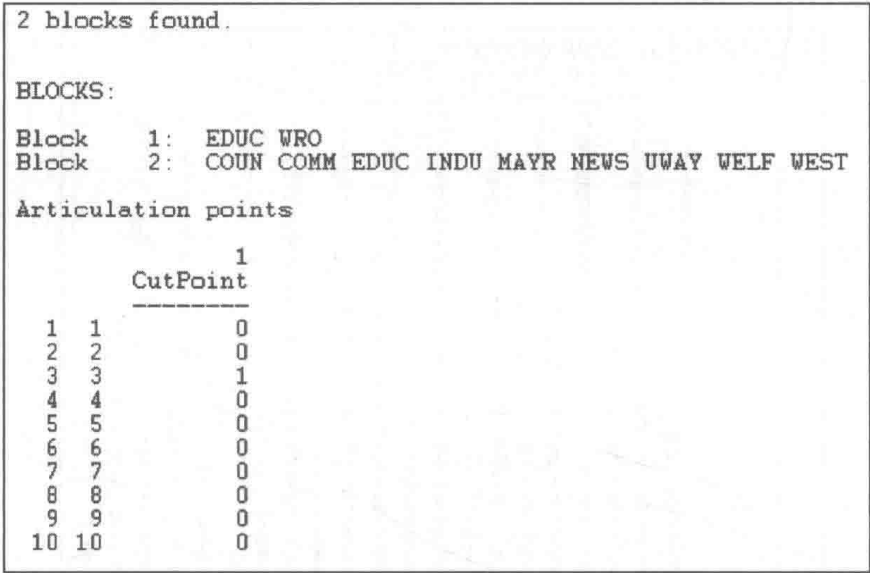 2 blocks found.
BLOCKS:
Block 1: EDUC WRO
Block 2: COUN COMM EDUC INDU MAYR NEWS UWAY WELF WEST
Articulation points
1
CutPoint
---------
1 1 0
2 2 0
3 3 1
4 4 0
5 5 0
6 6 0
7 7 0
8 8 0
9 9 0
10 10 0